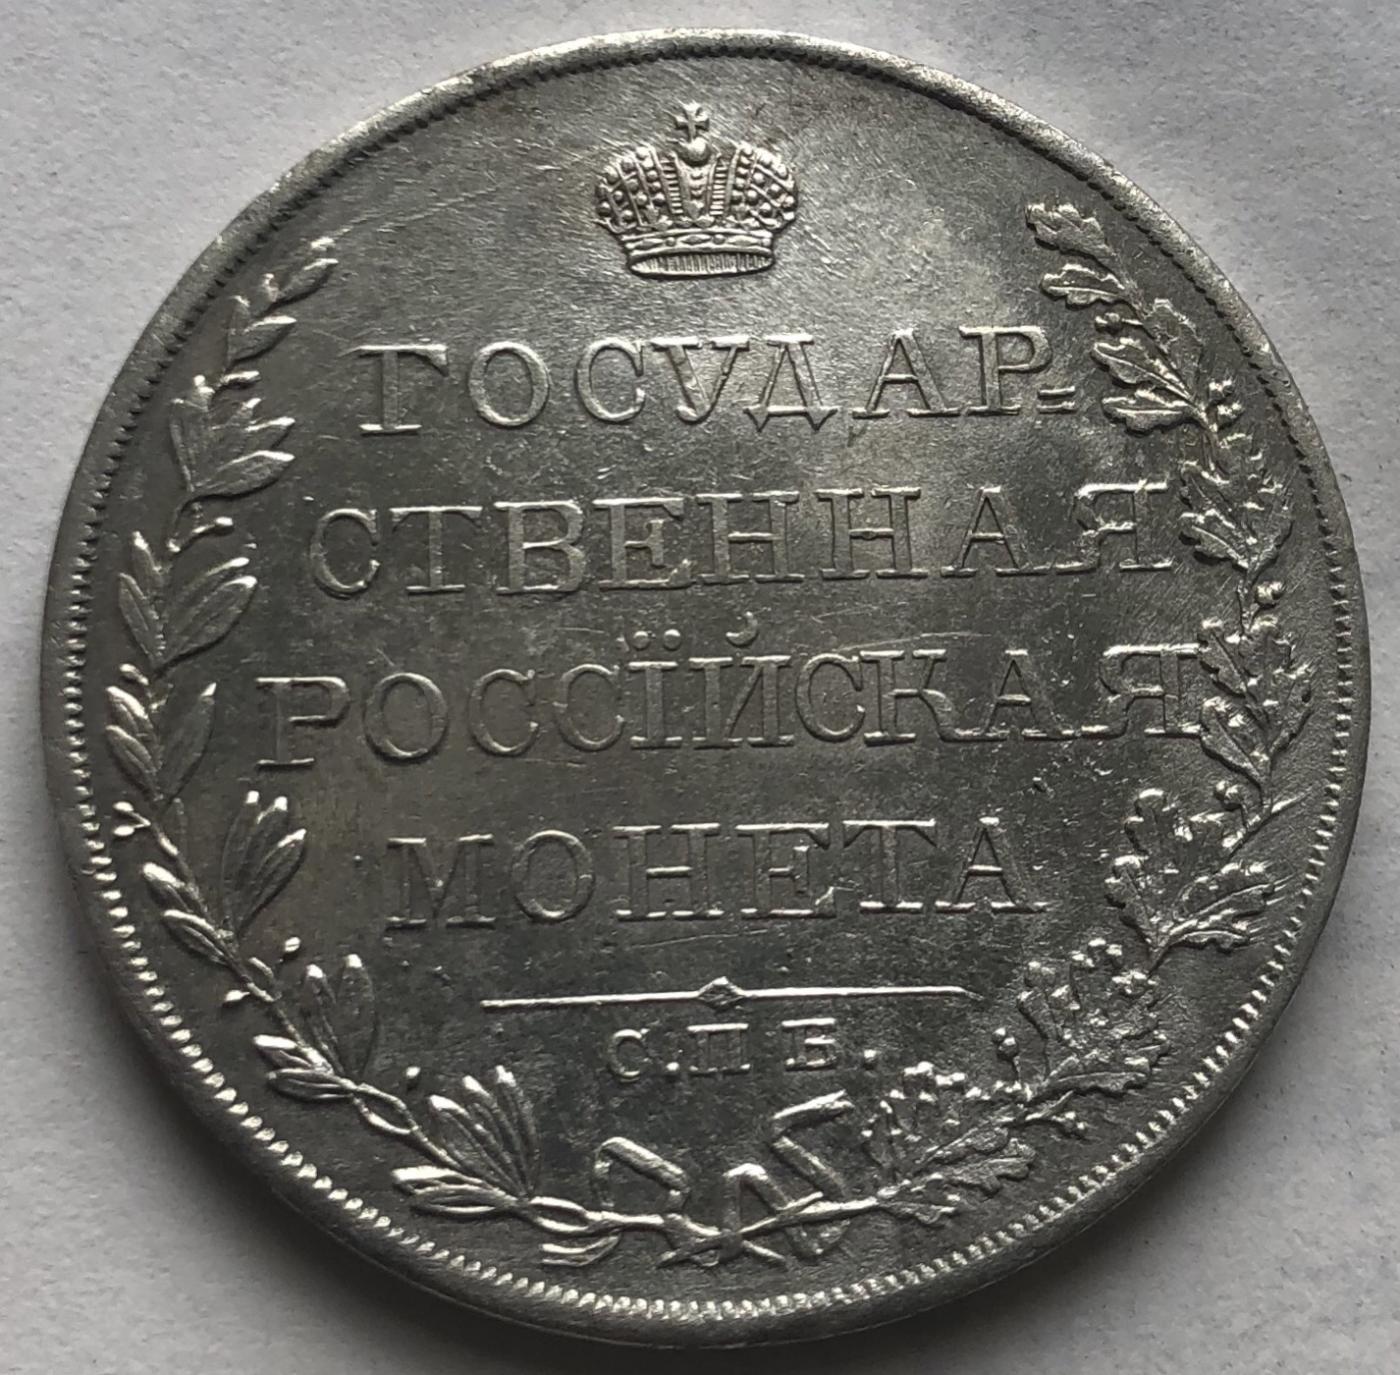 ГОСУДАР=
СТВЕННАЯ
РОССІЙСКАЯ
МОНЕТА
С.П.Б.